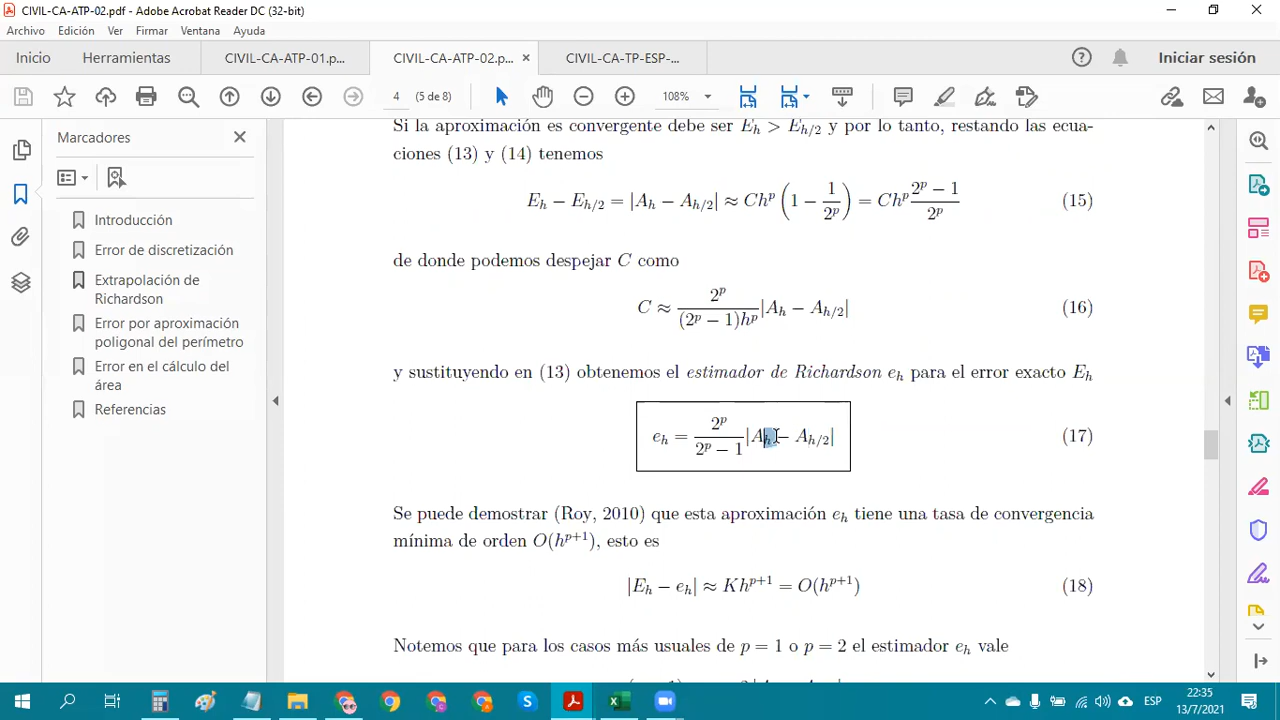 CIVIL-CA-ATP-02.pdf - Adobe Acrobat Reader DC (32-bit)
Archivo Edición Ver Firmar Ventana Ayuda
Inicio Herramientas CIVIL-CA-ATP-01.p... CIVIL-CA-ATP-02.p... × CIVIL-CA-TP-ESP-... Iniciar sesión
4 (5 de 8) 108%
Marcadores
Introducción
Error de discretización
Extrapolación de
Richardson
Error por aproximación
poligonal del perímetro
Error en el cálculo del
área
Referencias
Si la aproximación es convergente debe ser E_h > E_{h/2} y por lo tanto, restando las ecua-
ciones (13) y (14) tenemos
E_h − E_{h/2} = |A_h − A_{h/2}| ≈ Ch^p (1 − 1/2^p) = Ch^p (2^p − 1)/2^p (15)
de donde podemos despejar C como
C ≈ 2^p/((2^p − 1)h^p) |A_h − A_{h/2}| (16)
y sustituyendo en (13) obtenemos el estimador de Richardson e_h para el error exacto E_h
e_h = 2^p/(2^p − 1) |A_h − A_{h/2}| (17)
Se puede demostrar (Roy, 2010) que esta aproximación e_h tiene una tasa de convergencia
mínima de orden O(h^{p+1}), esto es
|E_h − e_h| ≈ Kh^{p+1} = O(h^{p+1}) (18)
Notemos que para los casos más usuales de p = 1 o p = 2 el estimador e_h vale
ESP
22:35
13/7/2021